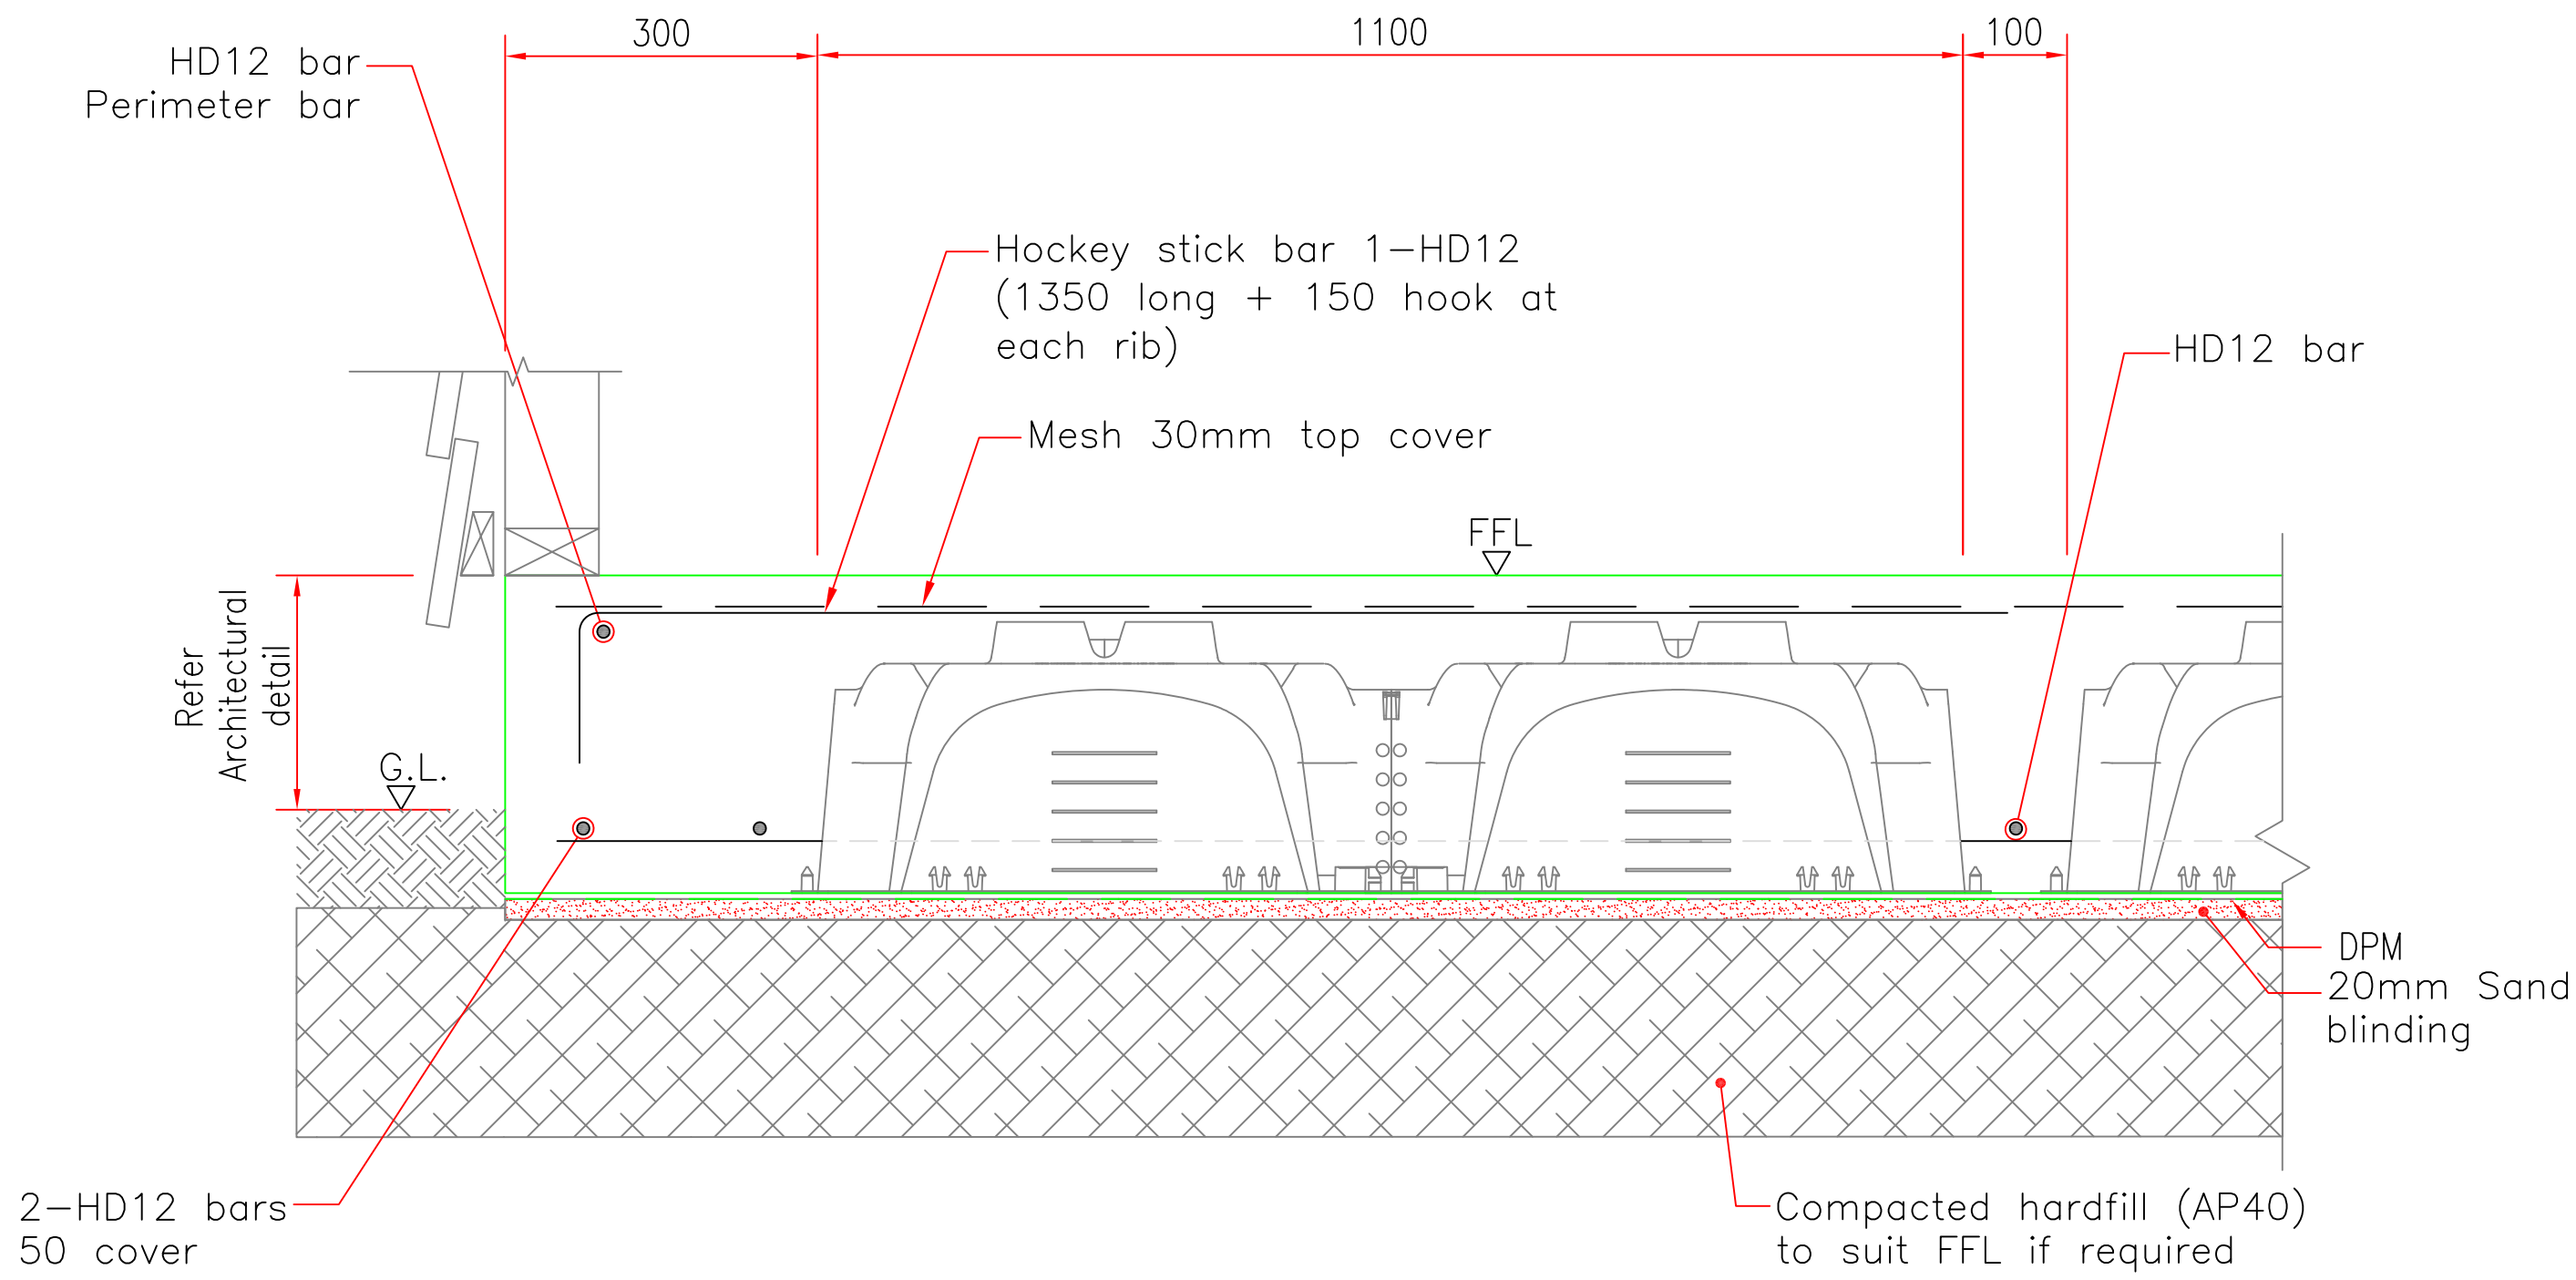 300
1100
100
HD12 bar
Perimeter bar
Hockey stick bar 1-HD12
(1350 long + 150 hook at
each rib)
HD12 bar
Mesh 30mm top cover
FFL
Refer
Architectural
detail
G.L.
DPM
20mm Sand
blinding
2-HD12 bars
50 cover
Compacted hardfill (AP40)
to suit FFL if required